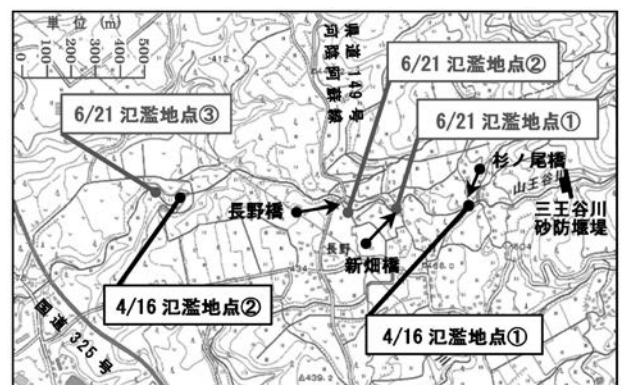 単位 (m)
0 100 200 300 400 500
県道149号
河陰阿蘇線
6/21 氾濫地点②
6/21 氾濫地点①
6/21 氾濫地点③
杉ノ尾橋
山王谷川
三王谷川
砂防堰堤
長野橋
長野
新畑橋
4/16 氾濫地点②
4/16 氾濫地点①
国道325号
△439.2